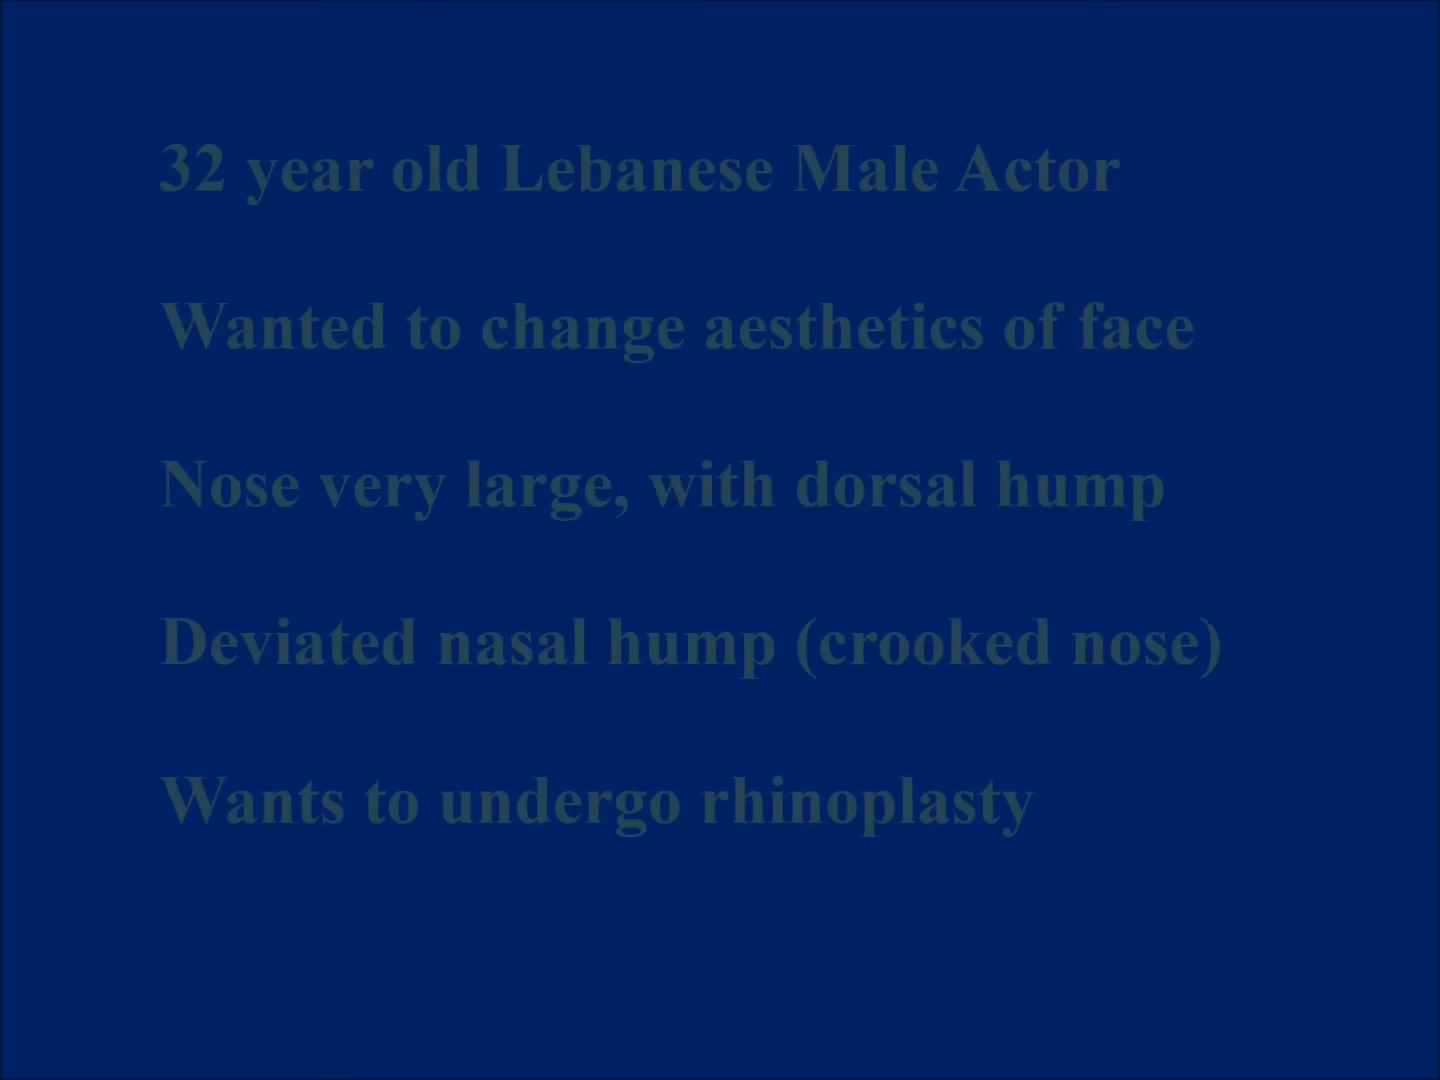 32 year old Lebanese Male Actor
Wanted to change aesthetics of face
Nose very large, with dorsal hump
Deviated nasal hump (crooked nose)
Wants to undergo rhinoplasty